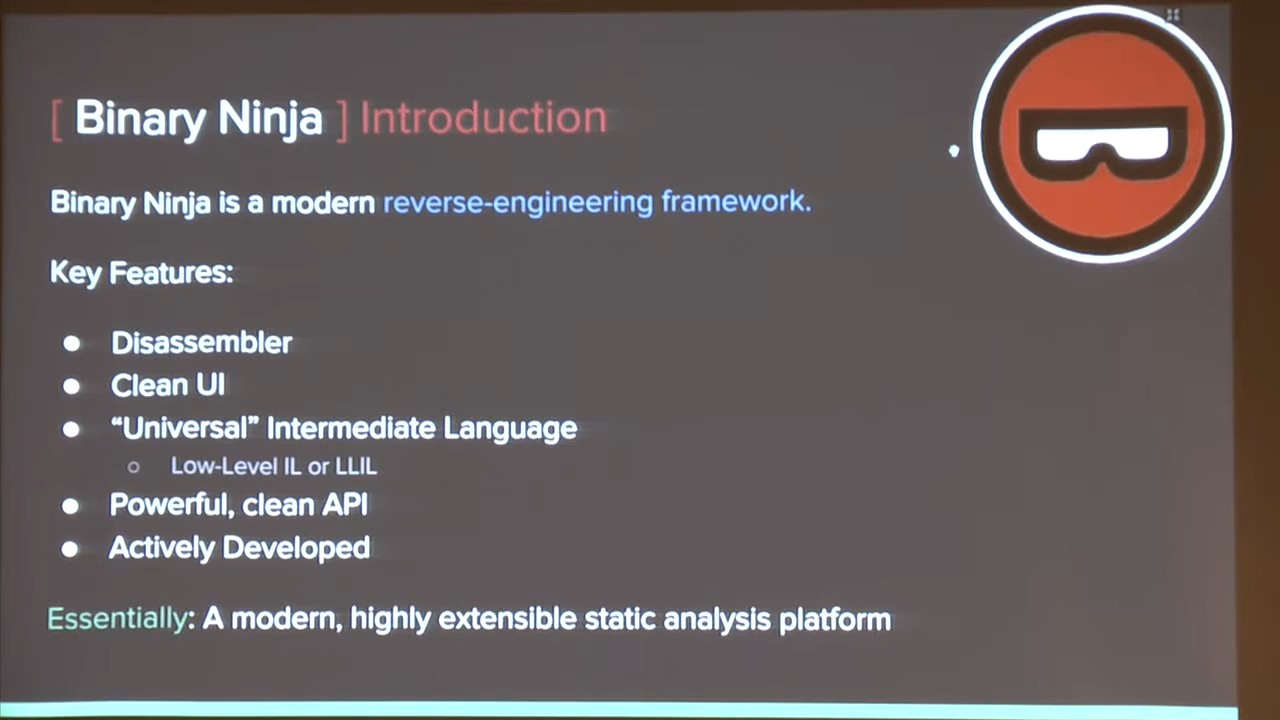 [ Binary Ninja ] Introduction
Binary Ninja is a modern reverse-engineering framework.
Key Features:
● Disassembler
● Clean UI
● “Universal” Intermediate Language
○ Low-Level IL or LLIL
● Powerful, clean API
● Actively Developed
Essentially: A modern, highly extensible static analysis platform